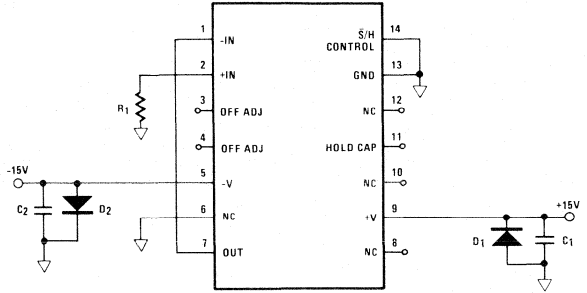 1 -IN
S̄/H CONTROL 14
2 +IN
GND 13
R1
3 OFF ADJ
NC 12
4 OFF ADJ
HOLD CAP 11
-15V
5 -V
NC 10
C2
D2
6 NC
+V 9
+15V
7 OUT
NC 8
D1
C1